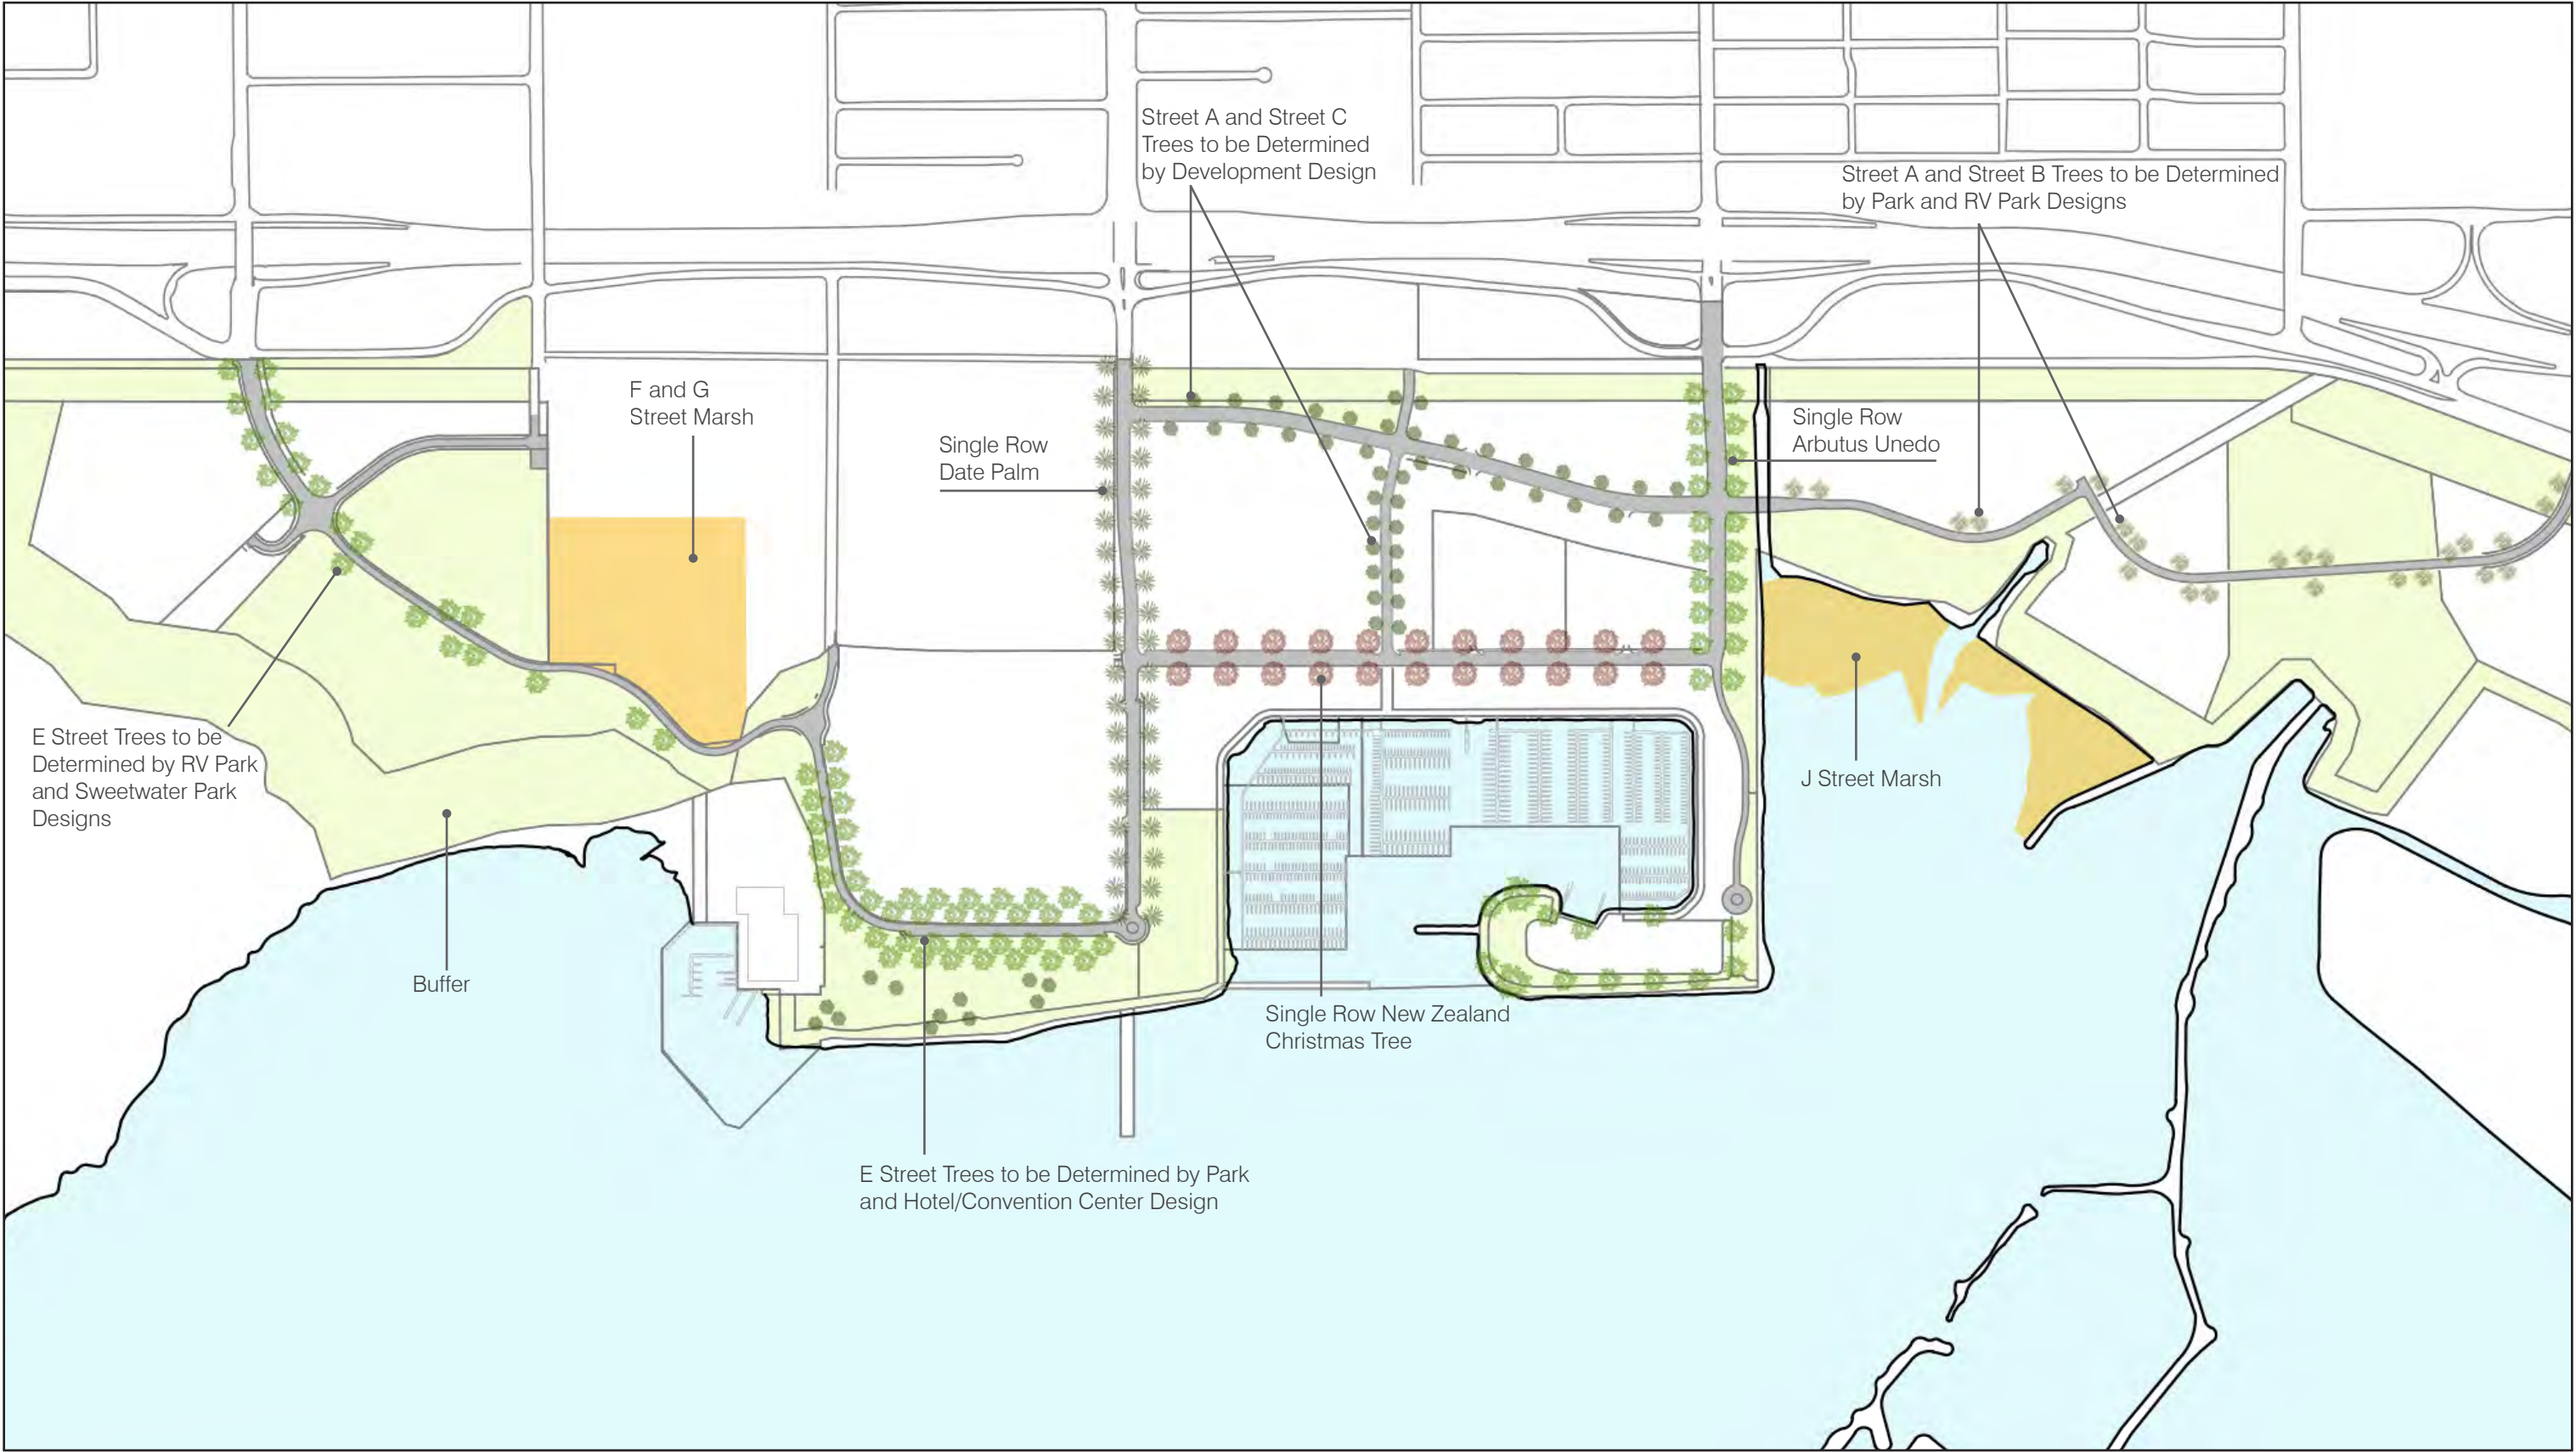 Street A and Street C
Trees to be Determined
by Development Design
Street A and Street B Trees to be Determined
by Park and RV Park Designs
F and G
Street Marsh
Single Row
Date Palm
Single Row
Arbutus Unedo
E Street Trees to be
Determined by RV Park
and Sweetwater Park
Designs
J Street Marsh
Buffer
Single Row New Zealand
Christmas Tree
E Street Trees to be Determined by Park
and Hotel/Convention Center Design